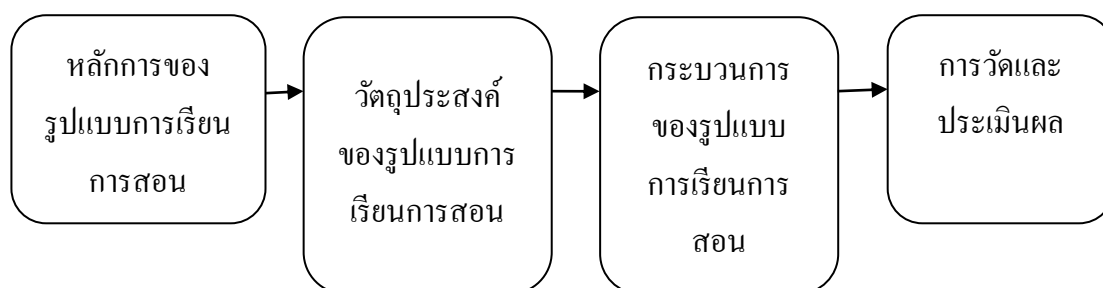 หลักการของ
รูปแบบการเรียน
การสอน
วัตถุประสงค์
ของรูปแบบการ
เรียนการสอน
กระบวนการ
ของรูปแบบ
การเรียนการ
สอน
การวัดและ
ประเมินผล